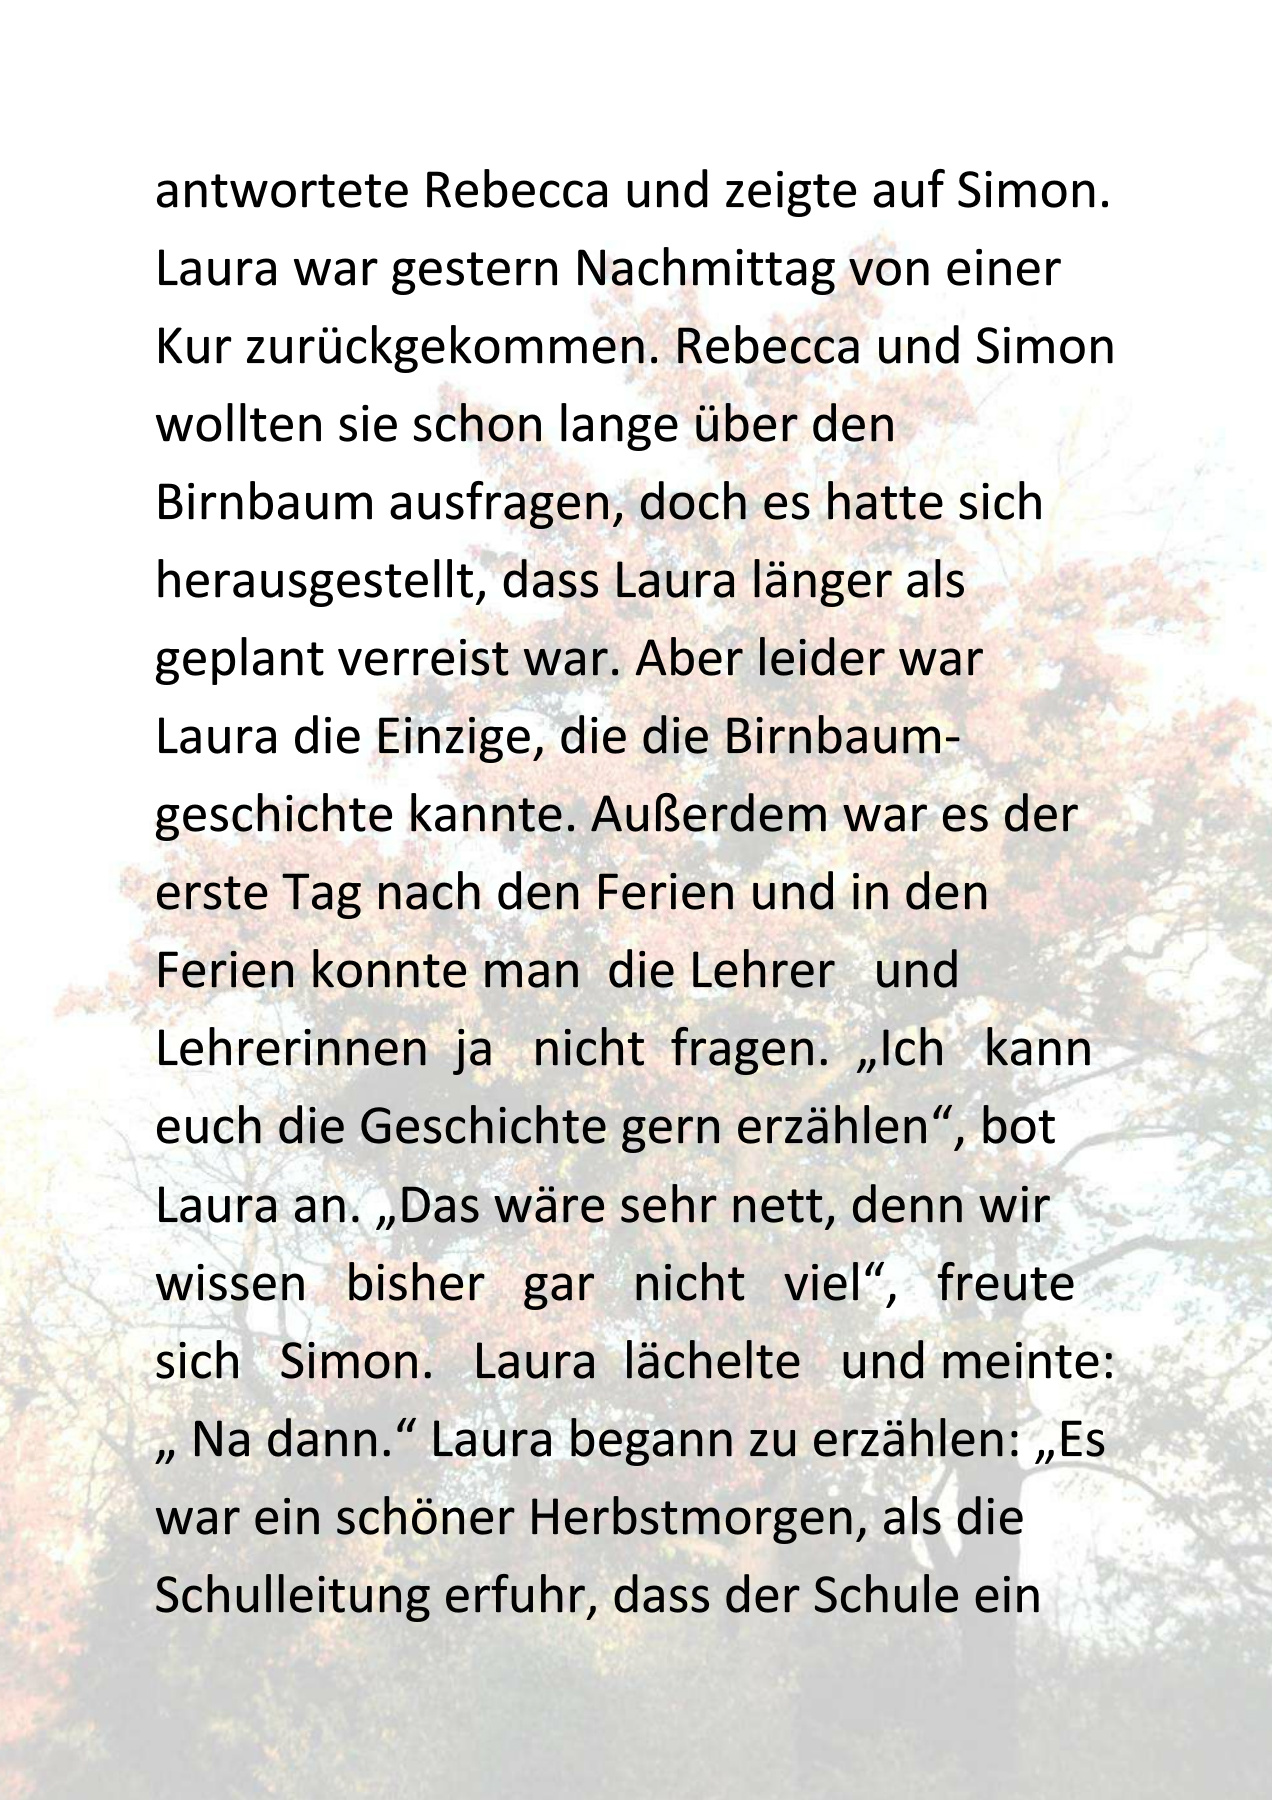 antwortete Rebecca und zeigte auf Simon.
Laura war gestern Nachmittag von einer
Kur zurückgekommen. Rebecca und Simon
wollten sie schon lange über den
Birnbaum ausfragen, doch es hatte sich
herausgestellt, dass Laura länger als
geplant verreist war. Aber leider war
Laura die Einzige, die die Birnbaum-
geschichte kannte. Außerdem war es der
erste Tag nach den Ferien und in den
Ferien konnte man die Lehrer und
Lehrerinnen ja nicht fragen. „Ich kann
euch die Geschichte gern erzählen“, bot
Laura an. „Das wäre sehr nett, denn wir
wissen bisher gar nicht viel“, freute
sich Simon. Laura lächelte und meinte:
„ Na dann.“ Laura begann zu erzählen: „Es
war ein schöner Herbstmorgen, als die
Schulleitung erfuhr, dass der Schule ein